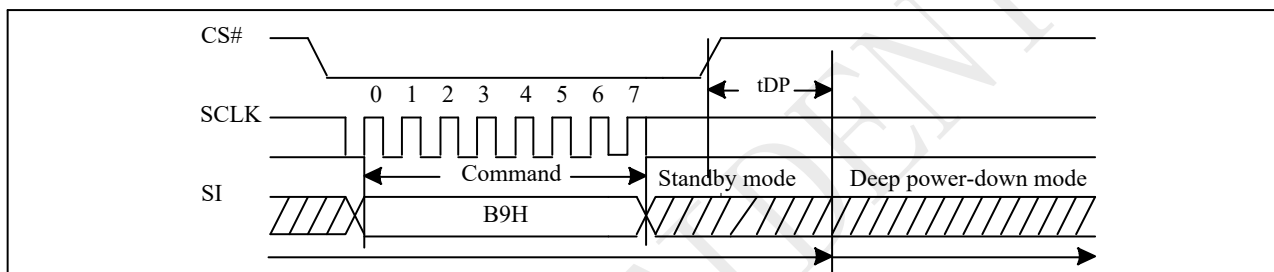 CS#
tDP
0 1 2 3 4 5 6 7
SCLK
Command
Standby mode
Deep power-down mode
SI
B9H